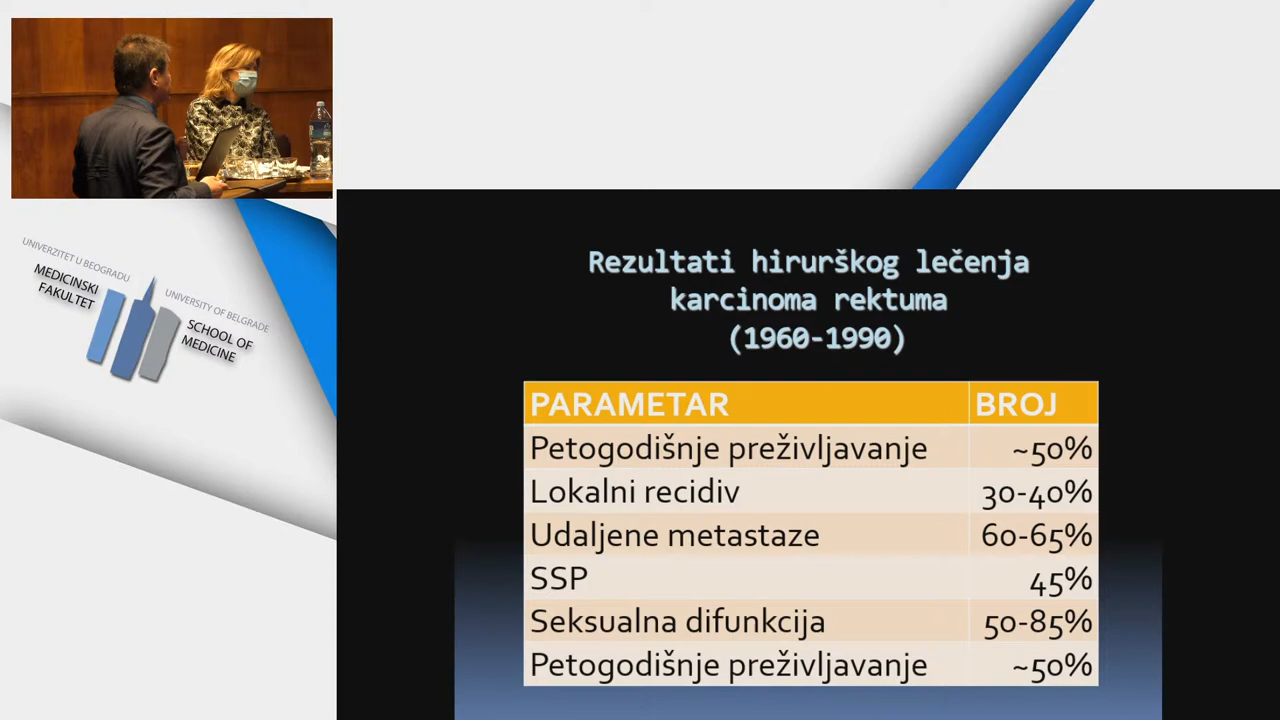 UNIVERZITET U BEOGRADU
MEDICINSKI
FAKULTET
UNIVERSITY OF BELGRADE
SCHOOL OF
MEDICINE
Rezultati hirurškog lečenja
karcinoma rektuma
(1960-1990)
PARAMETAR BROJ
Petogodišnje preživljavanje ~50%
Lokalni recidiv 30-40%
Udaljene metastaze 60-65%
SSP 45%
Seksualna difunkcija 50-85%
Petogodišnje preživljavanje ~50%